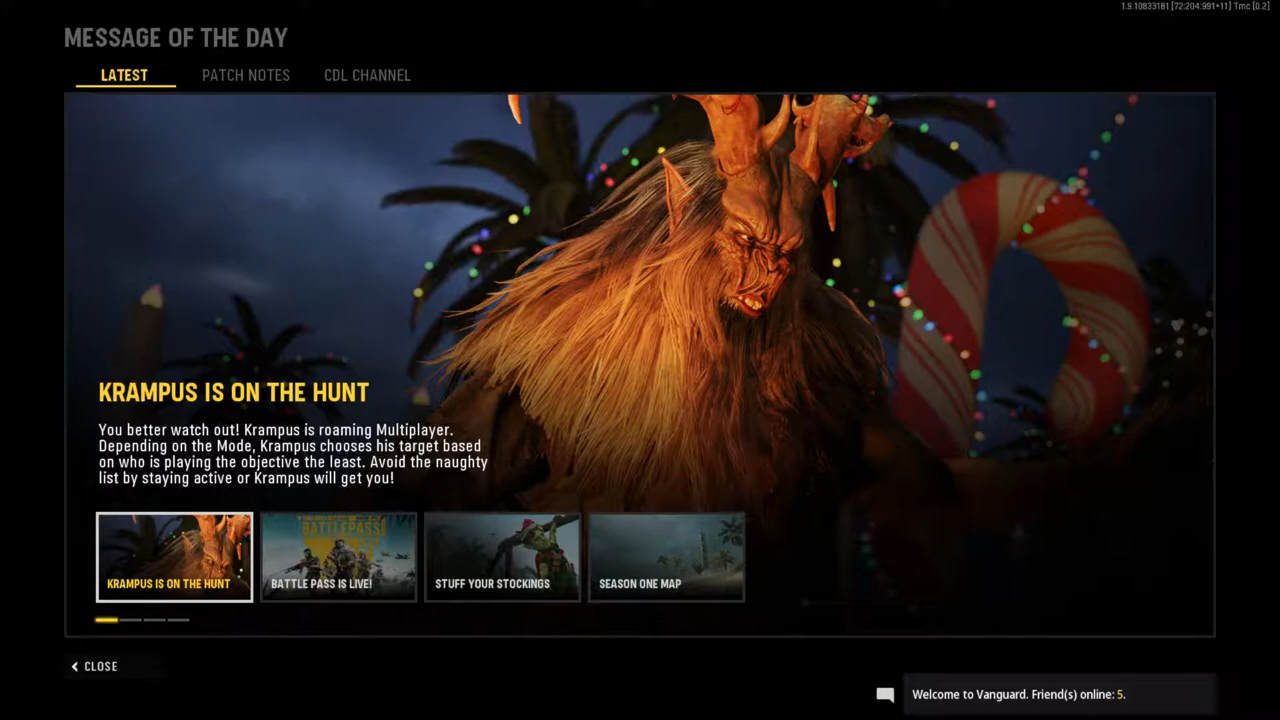 1.9.10833181 [72:204:991+11] Tmc [0.2]
MESSAGE OF THE DAY
LATEST
PATCH NOTES
CDL CHANNEL
KRAMPUS IS ON THE HUNT
You better watch out! Krampus is roaming Multiplayer.
Depending on the Mode, Krampus chooses his target based
on who is playing the objective the least. Avoid the naughty
list by staying active or Krampus will get you!
BATTLEPASS!
KRAMPUS IS ON THE HUNT
BATTLE PASS IS LIVE!
STUFF YOUR STOCKINGS
SEASON ONE MAP
CLOSE
Welcome to Vanguard. Friend(s) online: 5.